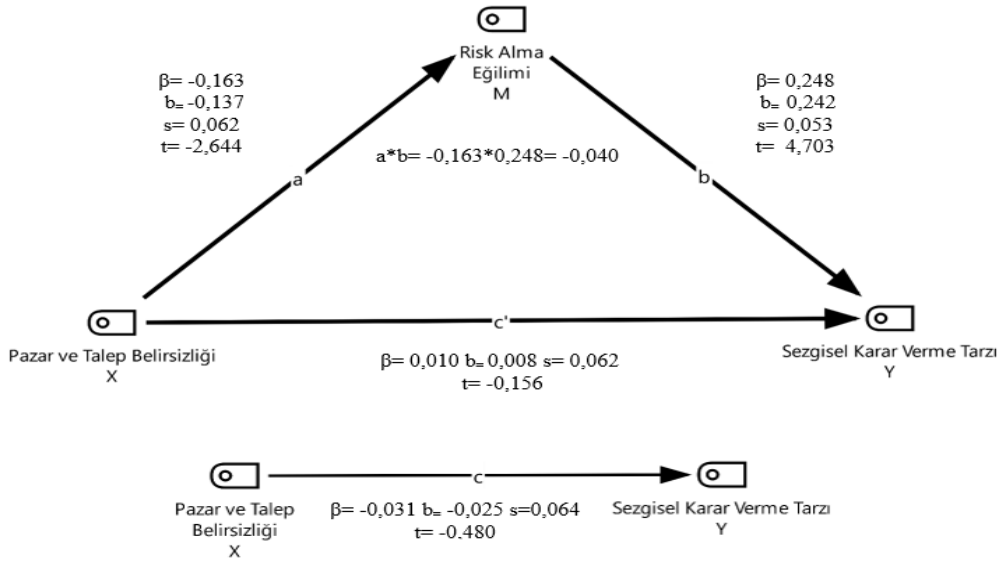 Risk Alma
Eğilimi
M
β= -0,163
b= -0,137
s= 0,062
t= -2,644
β= 0,248
b= 0,242
s= 0,053
t= 4,703
a*b= -0,163*0,248= -0,040
a
b
c'
Pazar ve Talep Belirsizliği
X
Sezgisel Karar Verme Tarzı
Y
β= 0,010 b= 0,008 s= 0,062
t= -0,156
c
Pazar ve Talep
Belirsizliği
X
β= -0,031 b= -0,025 s=0,064
t= -0.480
Sezgisel Karar Verme Tarzı
Y